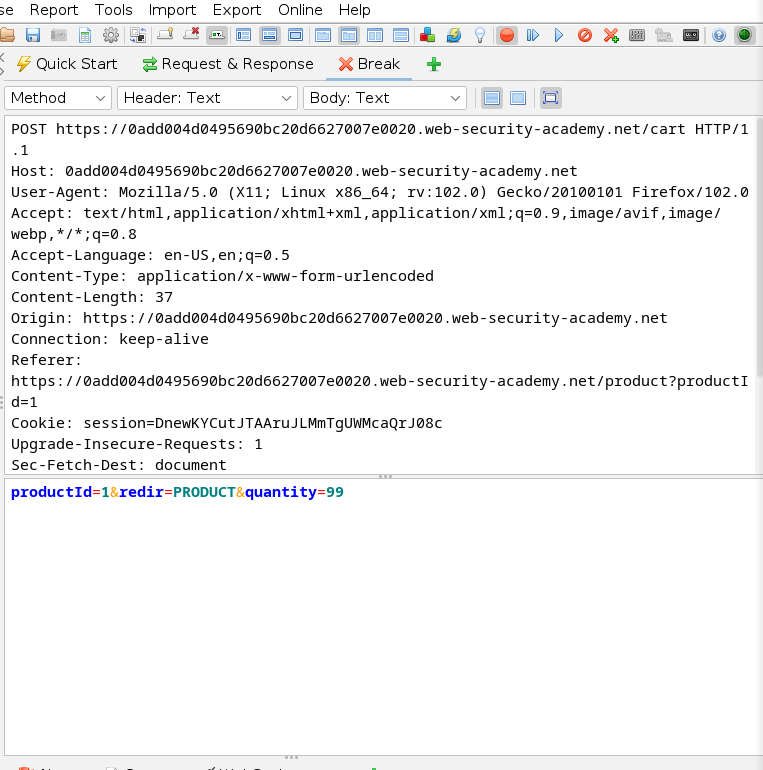 se Report Tools Import Export Online Help
Quick Start Request & Response Break
Method Header: Text Body: Text
POST https://0add004d0495690bc20d6627007e0020.web-security-academy.net/cart HTTP/1
.1
Host: 0add004d0495690bc20d6627007e0020.web-security-academy.net
User-Agent: Mozilla/5.0 (X11; Linux x86_64; rv:102.0) Gecko/20100101 Firefox/102.0
Accept: text/html,application/xhtml+xml,application/xml;q=0.9,image/avif,image/
webp,*/*;q=0.8
Accept-Language: en-US,en;q=0.5
Content-Type: application/x-www-form-urlencoded
Content-Length: 37
Origin: https://0add004d0495690bc20d6627007e0020.web-security-academy.net
Connection: keep-alive
Referer:
https://0add004d0495690bc20d6627007e0020.web-security-academy.net/product?productI
d=1
Cookie: session=DnewKYCutJTAAruJLMmTgUWMcaQrJ08c
Upgrade-Insecure-Requests: 1
Sec-Fetch-Dest: document
productId=1&redir=PRODUCT&quantity=99